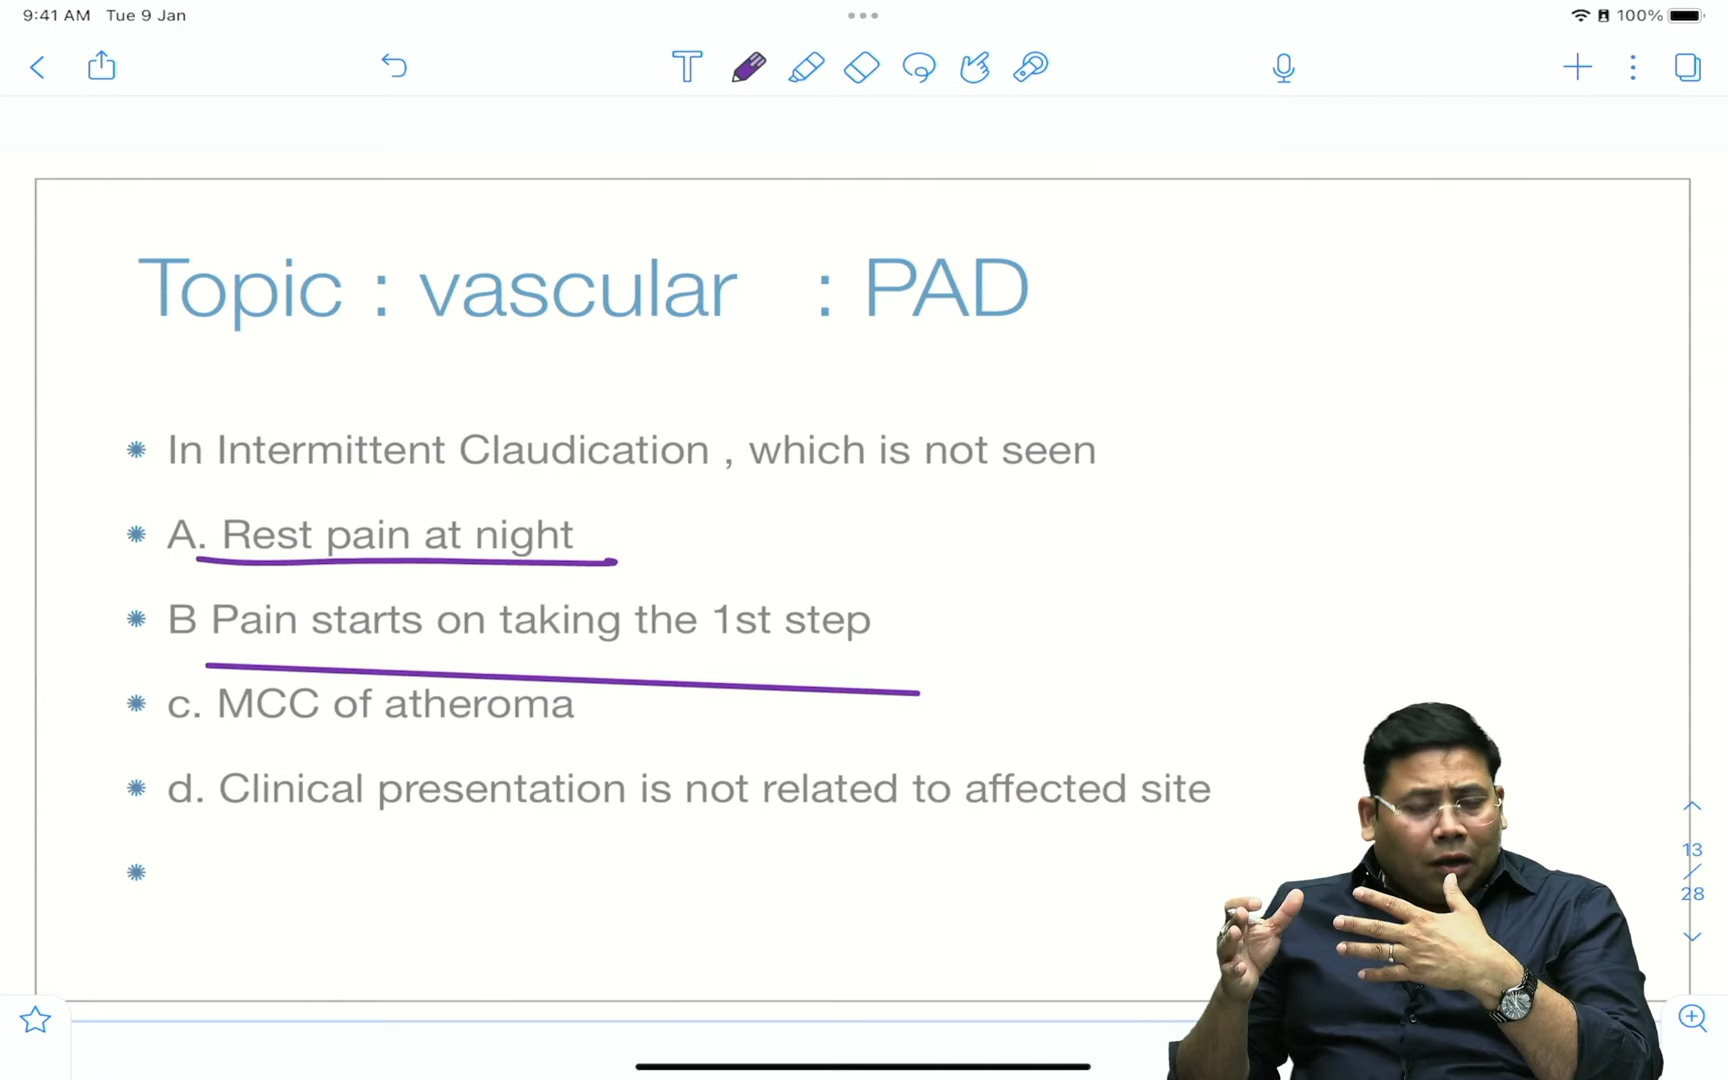 9:41 AM Tue 9 Jan
100%
T
Topic : vascular : PAD
In Intermittent Claudication , which is not seen
A. Rest pain at night
B Pain starts on taking the 1st step
c. MCC of atheroma
d. Clinical presentation is not related to affected site
13
28